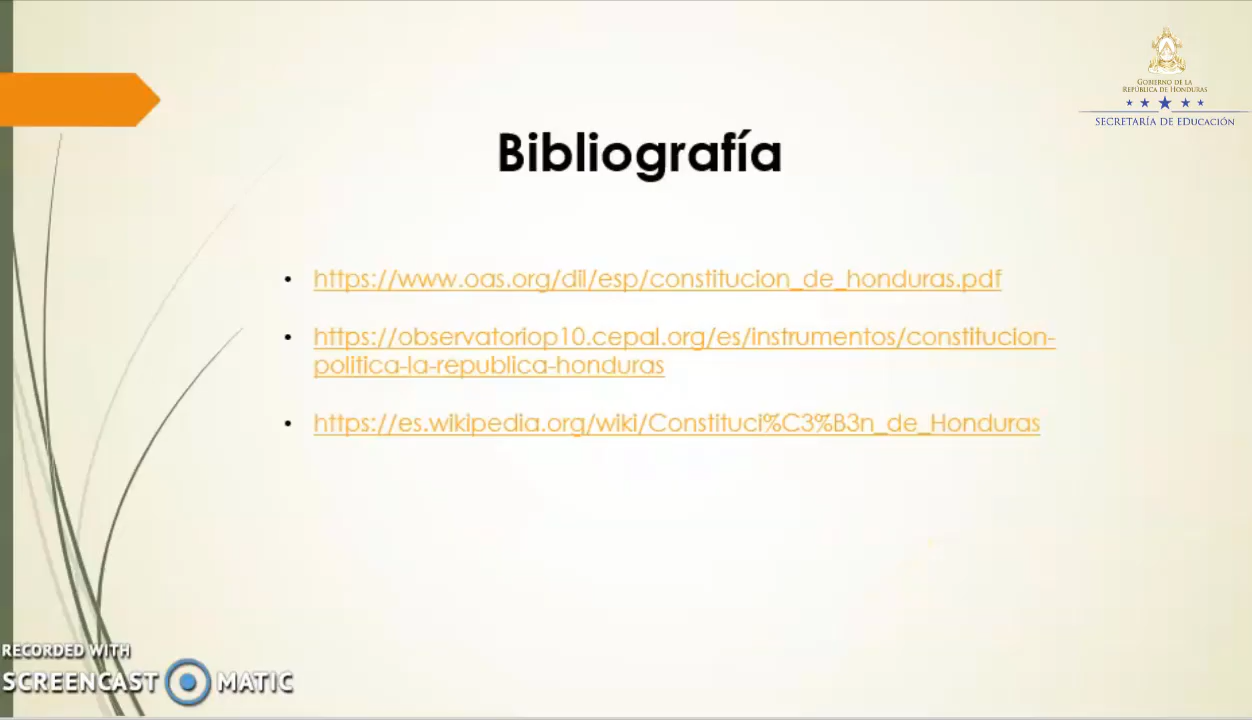 GOBIERNO DE LA
REPÚBLICA DE HONDURAS
SECRETARÍA DE EDUCACIÓN
Bibliografía
• https://www.oas.org/dil/esp/constitucion_de_honduras.pdf
• https://observatoriop10.cepal.org/es/instrumentos/constitucion-
politica-la-republica-honduras
• https://es.wikipedia.org/wiki/Constituci%C3%B3n_de_Honduras
RECORDED WITH
SCREENCAST MATIC